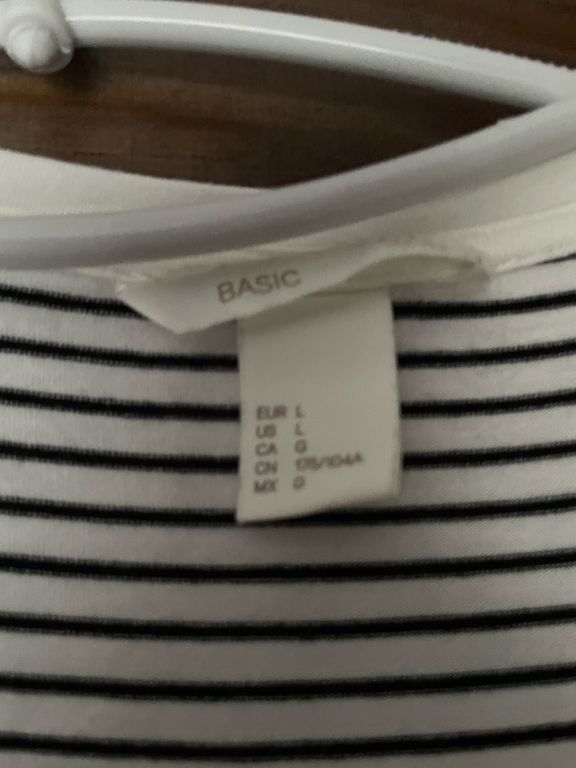 BASIC
EUR L
US L
CA G
CN 175/104A
MX G